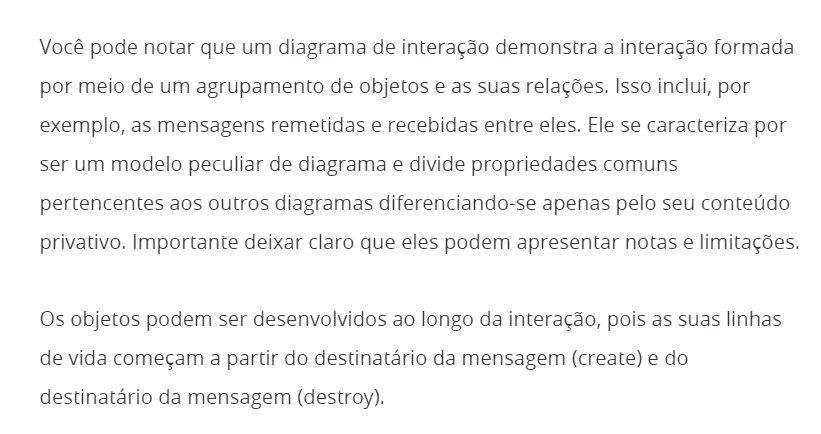 Você pode notar que um diagrama de interação demonstra a interação formada
por meio de um agrupamento de objetos e as suas relações. Isso inclui, por
exemplo, as mensagens remetidas e recebidas entre eles. Ele se caracteriza por
ser um modelo peculiar de diagrama e divide propriedades comuns
pertencentes aos outros diagramas diferenciando-se apenas pelo seu conteúdo
privativo. Importante deixar claro que eles podem apresentar notas e limitações.
Os objetos podem ser desenvolvidos ao longo da interação, pois as suas linhas
de vida começam a partir do destinatário da mensagem (create) e do
destinatário da mensagem (destroy).